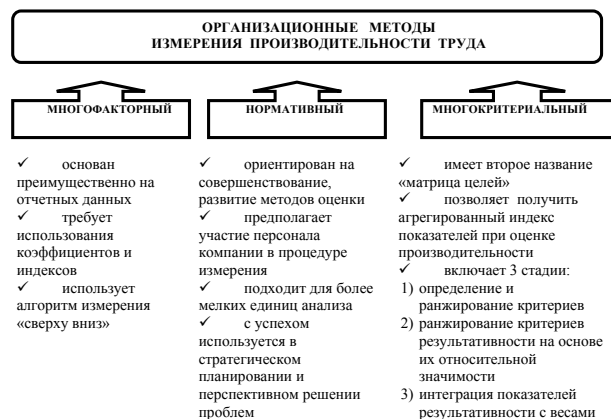 ОРГАНИЗАЦИОННЫЕ МЕТОДЫ
ИЗМЕРЕНИЯ ПРОИЗВОДИТЕЛЬНОСТИ ТРУДА
МНОГОФАКТОРНЫЙ
✓ основан
преимущественно на
отчетных данных
✓ требует
использования
коэффициентов и
индексов
✓ использует
алгоритм измерения
«сверху вниз»
НОРМАТИВНЫЙ
✓ ориентирован на
совершенствование,
развитие методов оценки
✓ предполагает
участие персонала
компании в процедуре
измерения
✓ подходит для более
мелких единиц анализа
✓ с успехом
используется в
стратегическом
планировании и
перспективном решении
проблем
МНОГОКРИТЕРИАЛЬНЫЙ
✓ имеет второе название
«матрица целей»
✓ позволяет получить
агрегированный индекс
показателей при оценке
производительности
✓ включает 3 стадии:
1) определение и
ранжирование критериев
2) ранжирование критериев
результативности на основе
их относительной
значимости
3) интеграция показателей
результативности с весами